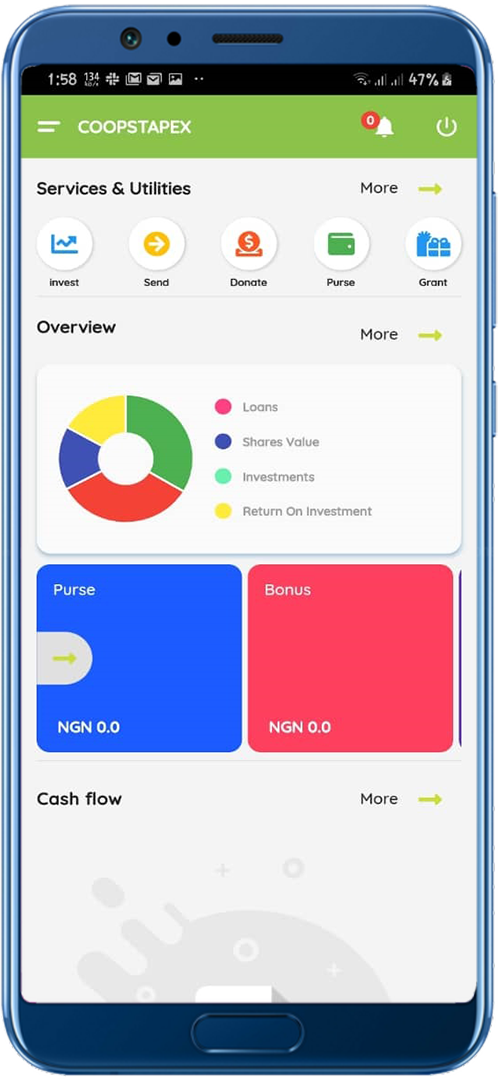 1:58 134 KB/s 47%
COOPSTAPEX 0
Services & Utilities More
invest Send Donate Purse Grant
Overview More
Loans
Shares Value
Investments
Return On Investment
Purse Bonus
NGN 0.0 NGN 0.0
Cash flow More